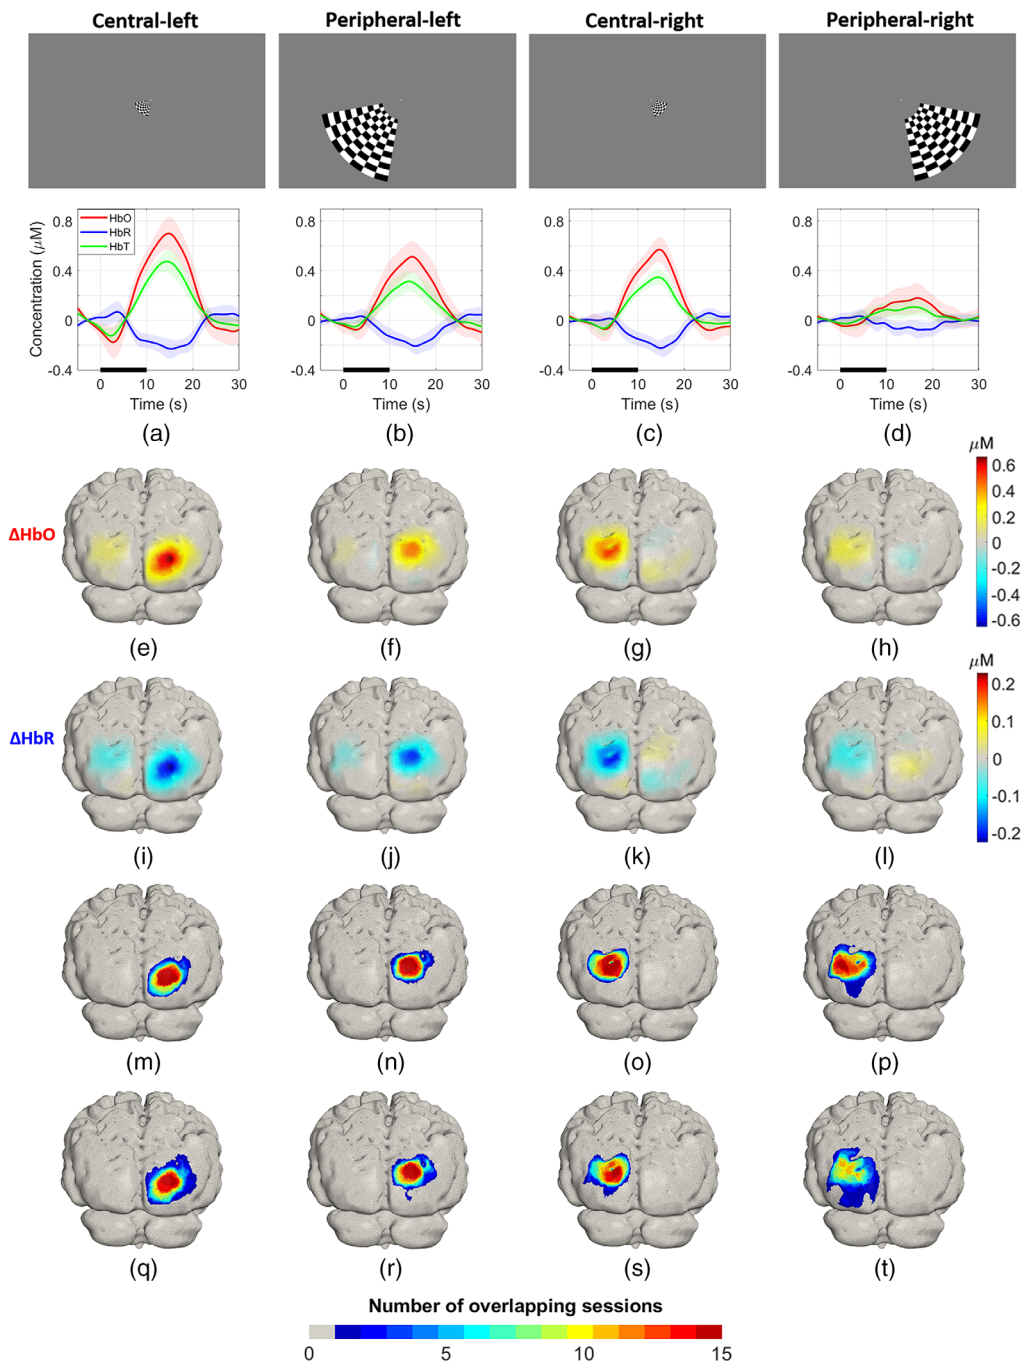 Central-left Peripheral-left Central-right Peripheral-right
HbO
HbR
HbT
Concentration (μM)
0.8 0.8 0.8 0.8
0.4 0.4 0.4 0.4
0 0 0 0
-0.4 -0.4 -0.4 -0.4
0 10 20 30 0 10 20 30 0 10 20 30 0 10 20 30
Time (s) Time (s) Time (s) Time (s)
(a) (b) (c) (d)
μM
0.6
0.4
0.2
0
-0.2
-0.4
-0.6
ΔHbO
(e) (f) (g) (h)
μM
0.2
0.1
0
-0.1
-0.2
ΔHbR
(i) (j) (k) (l)
(m) (n) (o) (p)
(q) (r) (s) (t)
Number of overlapping sessions
0 5 10 15